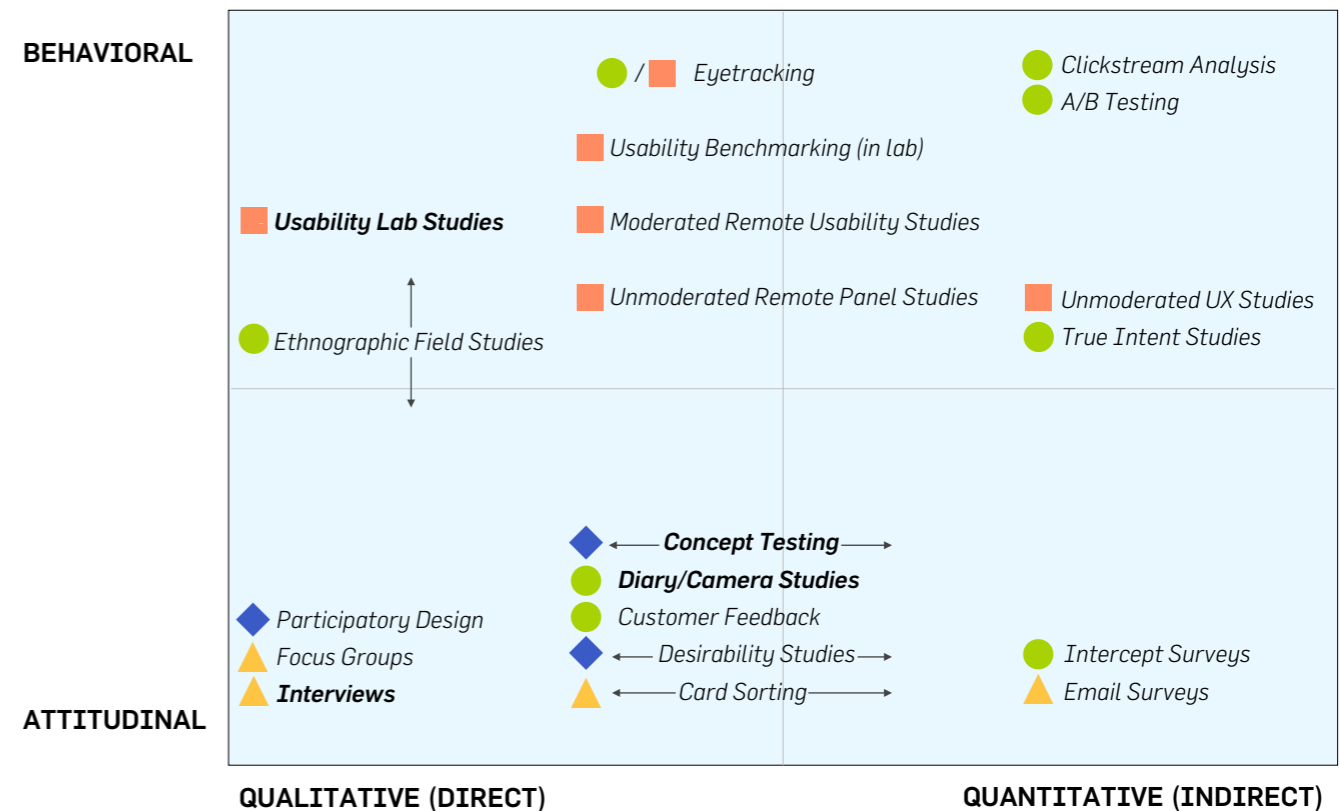 BEHAVIORAL
/ Eyetracking
Clickstream Analysis
A/B Testing
Usability Benchmarking (in lab)
Usability Lab Studies
Moderated Remote Usability Studies
Unmoderated Remote Panel Studies
Unmoderated UX Studies
Ethnographic Field Studies
True Intent Studies
Concept Testing
Diary/Camera Studies
Participatory Design
Customer Feedback
Focus Groups
Desirability Studies
Intercept Surveys
Interviews
Card Sorting
Email Surveys
ATTITUDINAL
QUALITATIVE (DIRECT)
QUANTITATIVE (INDIRECT)